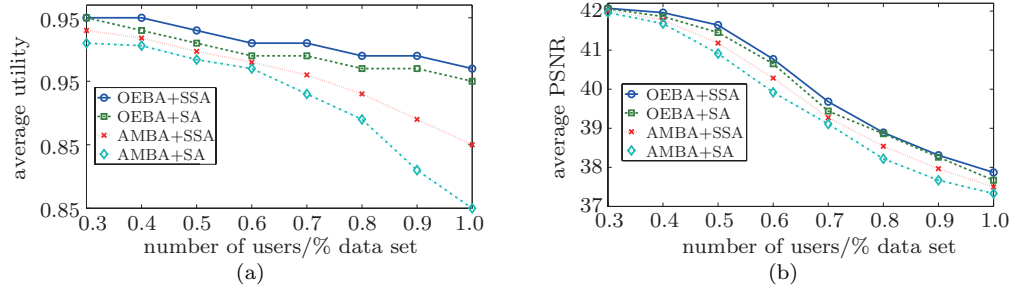 0.95
0.95
0.85
0.85
average utility
OEBA+SSA
OEBA+SA
AMBA+SSA
AMBA+SA
0.3 0.4 0.5 0.6 0.7 0.8 0.9 1.0
number of users/% data set
(a)
42
41
40
39
38
37
average PSNR
OEBA+SSA
OEBA+SA
AMBA+SSA
AMBA+SA
0.3 0.4 0.5 0.6 0.7 0.8 0.9 1.0
number of users/% data set
(b)